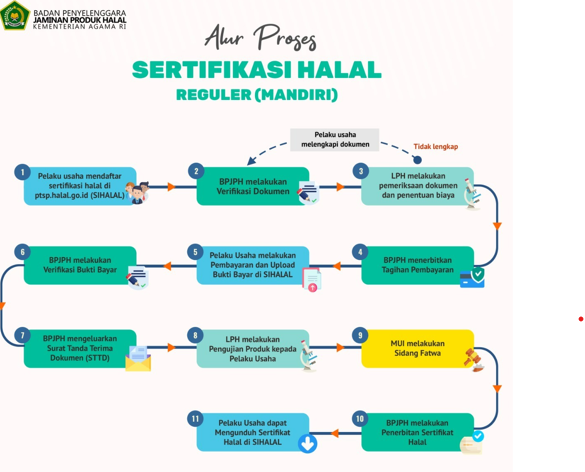 BADAN PENYELENGGARA
JAMINAN PRODUK HALAL
KEMENTERIAN AGAMA RI
Alur Proses
SERTIFIKASI HALAL
REGULER (MANDIRI)
Pelaku usaha
melengkapi dokumen
Tidak lengkap
1
Pelaku usaha mendaftar
sertifikasi halal di
ptsp.halal.go.id (SIHALAL)
2
BPJPH melakukan
Verifikasi Dokumen
3
LPH melakukan
pemeriksaan dokumen
dan penentuan biaya
4
BPJPH menerbitkan
Tagihan Pembayaran
5
Pelaku Usaha melakukan
Pembayaran dan Upload
Bukti Bayar di SIHALAL
6
BPJPH melakukan
Verifikasi Bukti Bayar
7
BPJPH mengeluarkan
Surat Tanda Terima
Dokumen (STTD)
8
LPH melakukan
Pengujian Produk kepada
Pelaku Usaha
9
MUI melakukan
Sidang Fatwa
10
BPJPH melakukan
Penerbitan Sertifikat
Halal
11
Pelaku Usaha dapat
Mengunduh Sertifikat
Halal di SIHALAL